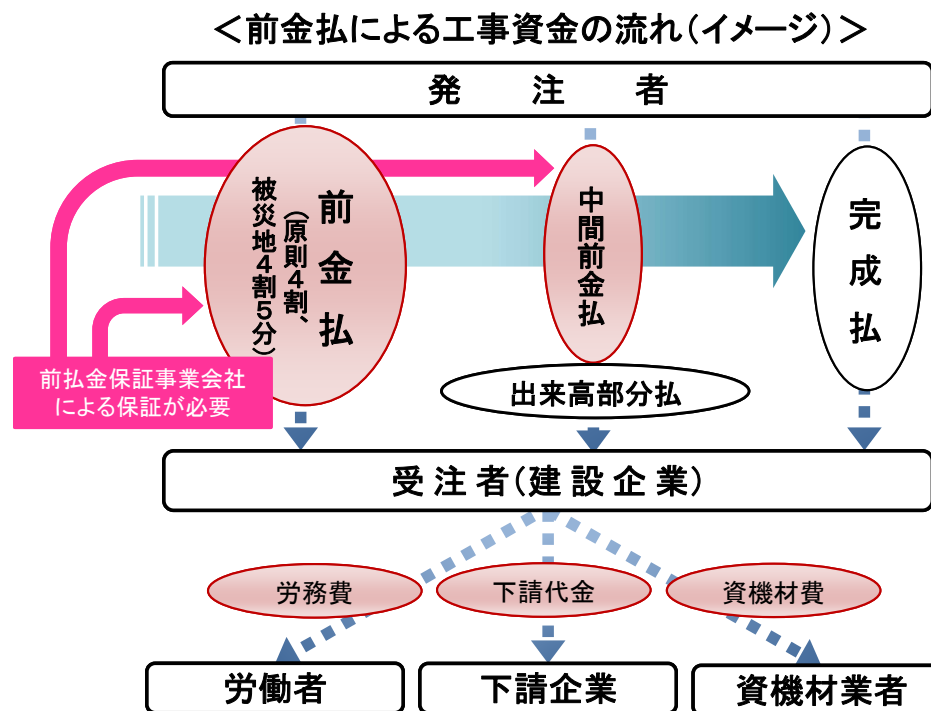 ＜前金払による工事資金の流れ（イメージ）＞
発注者
前金払
（原則４割、
被災地４割５分）
中間前金払
完成払
前払金保証事業会社
による保証が必要
出来高部分払
受注者（建設企業）
労務費
下請代金
資機材費
労働者
下請企業
資機材業者